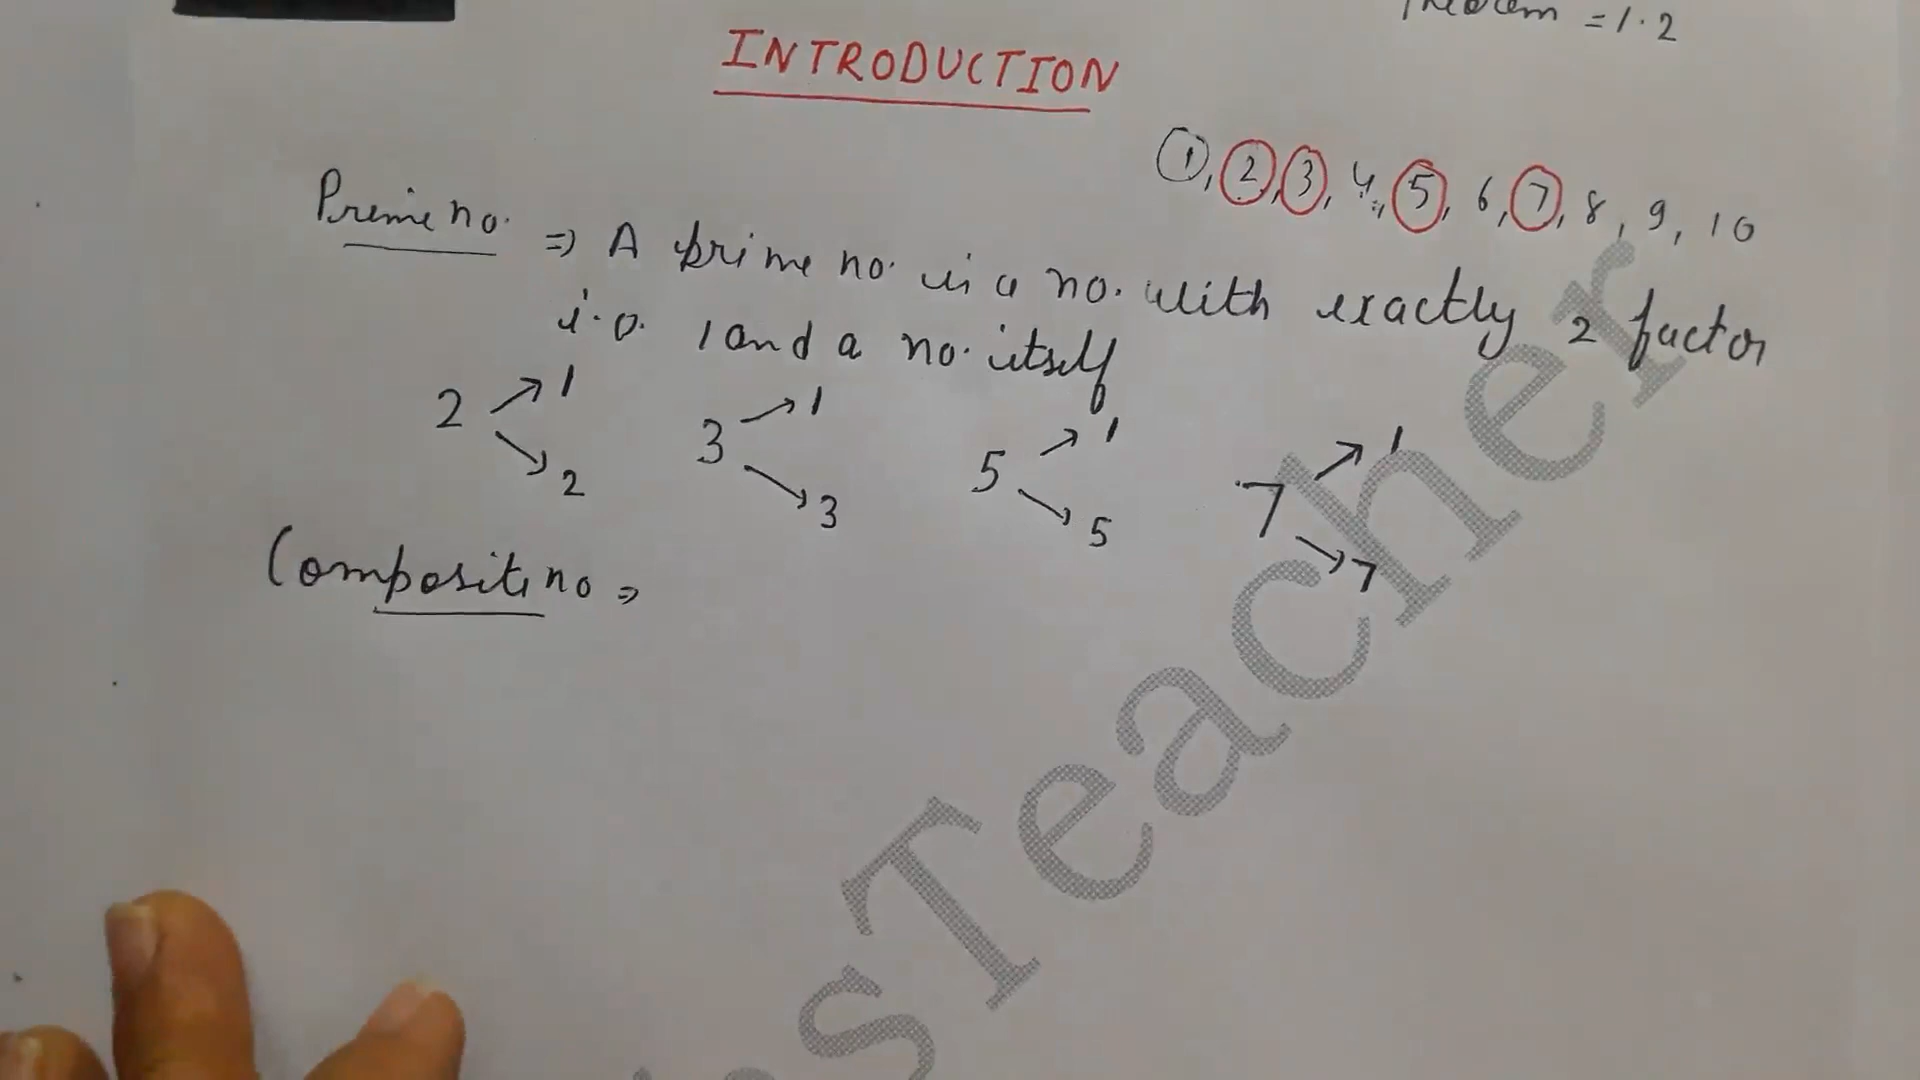 Theorem = 1.2
INTRODUCTION
1, 2, 3, 4, 5, 6, 7, 8, 9, 10
Prime no. => A prime no. is a no. with exactly 2 factor
i.e. 1 and a no. itself
2 → 1 3 → 1 5 → 1 7 → 1
→ 2 → 3 → 5 → 7
Composite no =>
Teacher